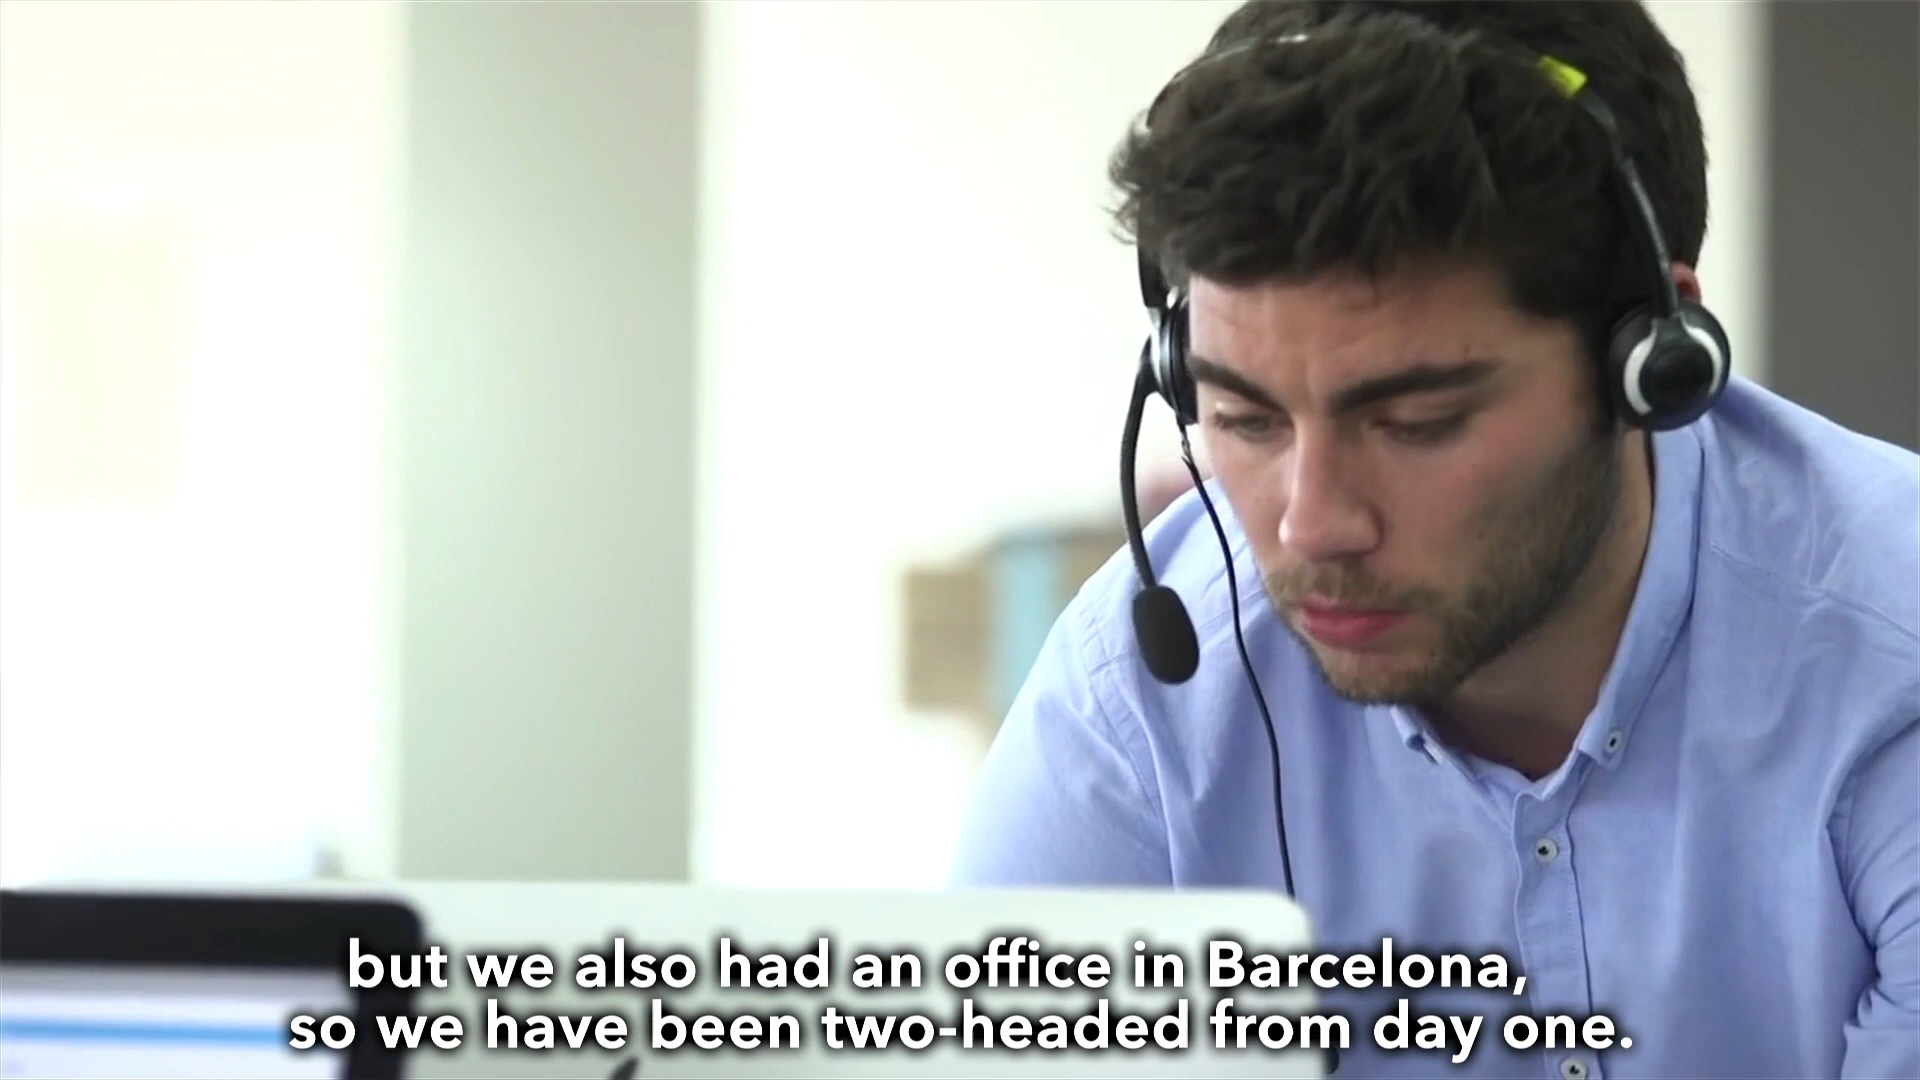 but we also had an office in Barcelona,
so we have been two-headed from day one.